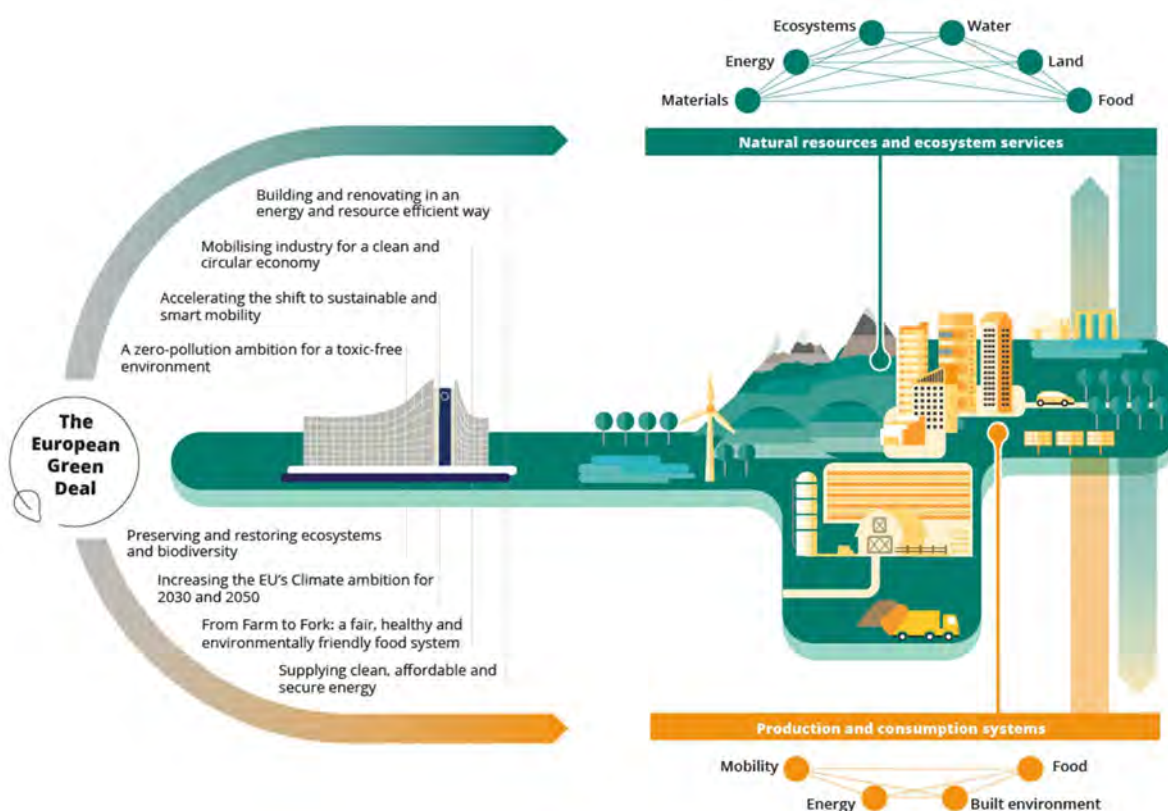 Ecosystems
Water
Energy
Land
Materials
Food
Natural resources and ecosystem services
Building and renovating in an
energy and resource efficient way
Mobilising industry for a clean and
circular economy
Accelerating the shift to sustainable and
smart mobility
A zero-pollution ambition for a toxic-free
environment
The
European
Green
Deal
Preserving and restoring ecosystems
and biodiversity
Increasing the EU's Climate ambition for
2030 and 2050
From Farm to Fork: a fair, healthy and
environmentally friendly food system
Supplying clean, affordable and
secure energy
Production and consumption systems
Mobility
Food
Energy
Built environment